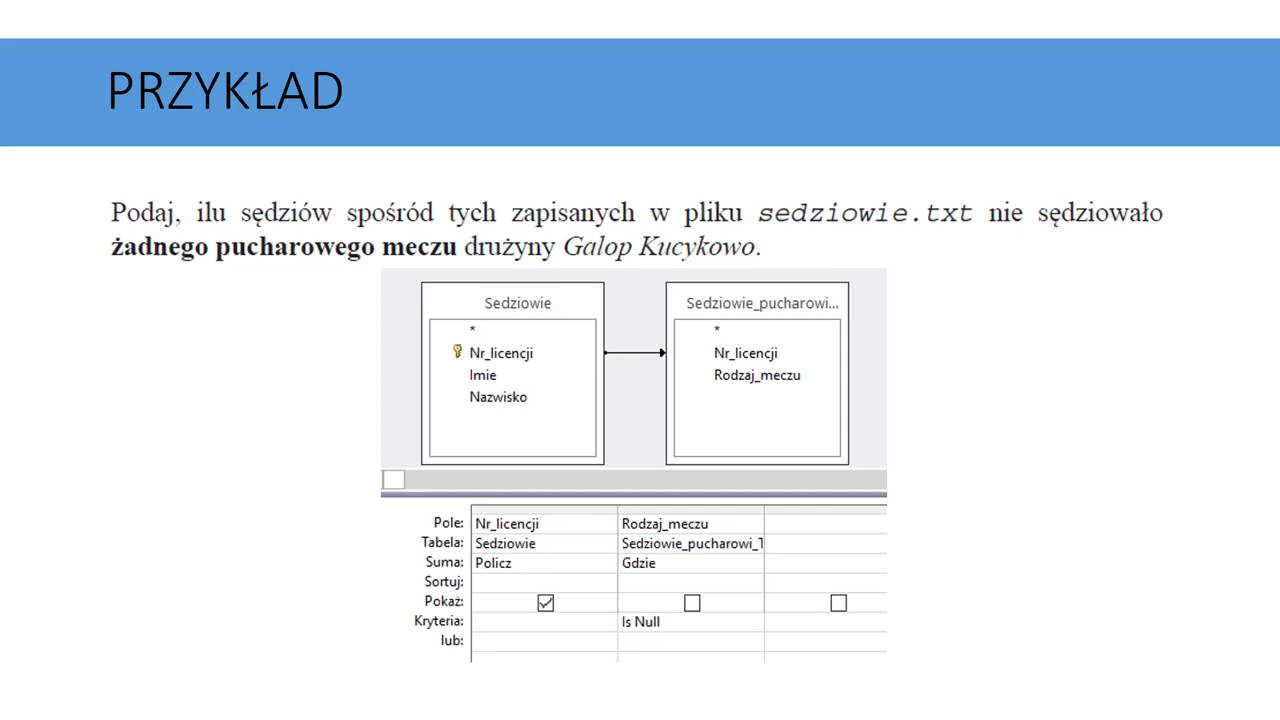 PRZYKŁAD
Podaj, ilu sędziów spośród tych zapisanych w pliku sedziowie.txt nie sędziowało
żadnego pucharowego meczu drużyny Galop Kucykowo.
Sedziowie Sedziowie_pucharowi...
* *
Nr_licencji Nr_licencji
Imie Rodzaj_meczu
Nazwisko
Pole: Nr_licencji Rodzaj_meczu
Tabela: Sedziowie Sedziowie_pucharowi_T
Suma: Policz Gdzie
Sortuj:
Pokaż:
Kryteria: Is Null
lub: